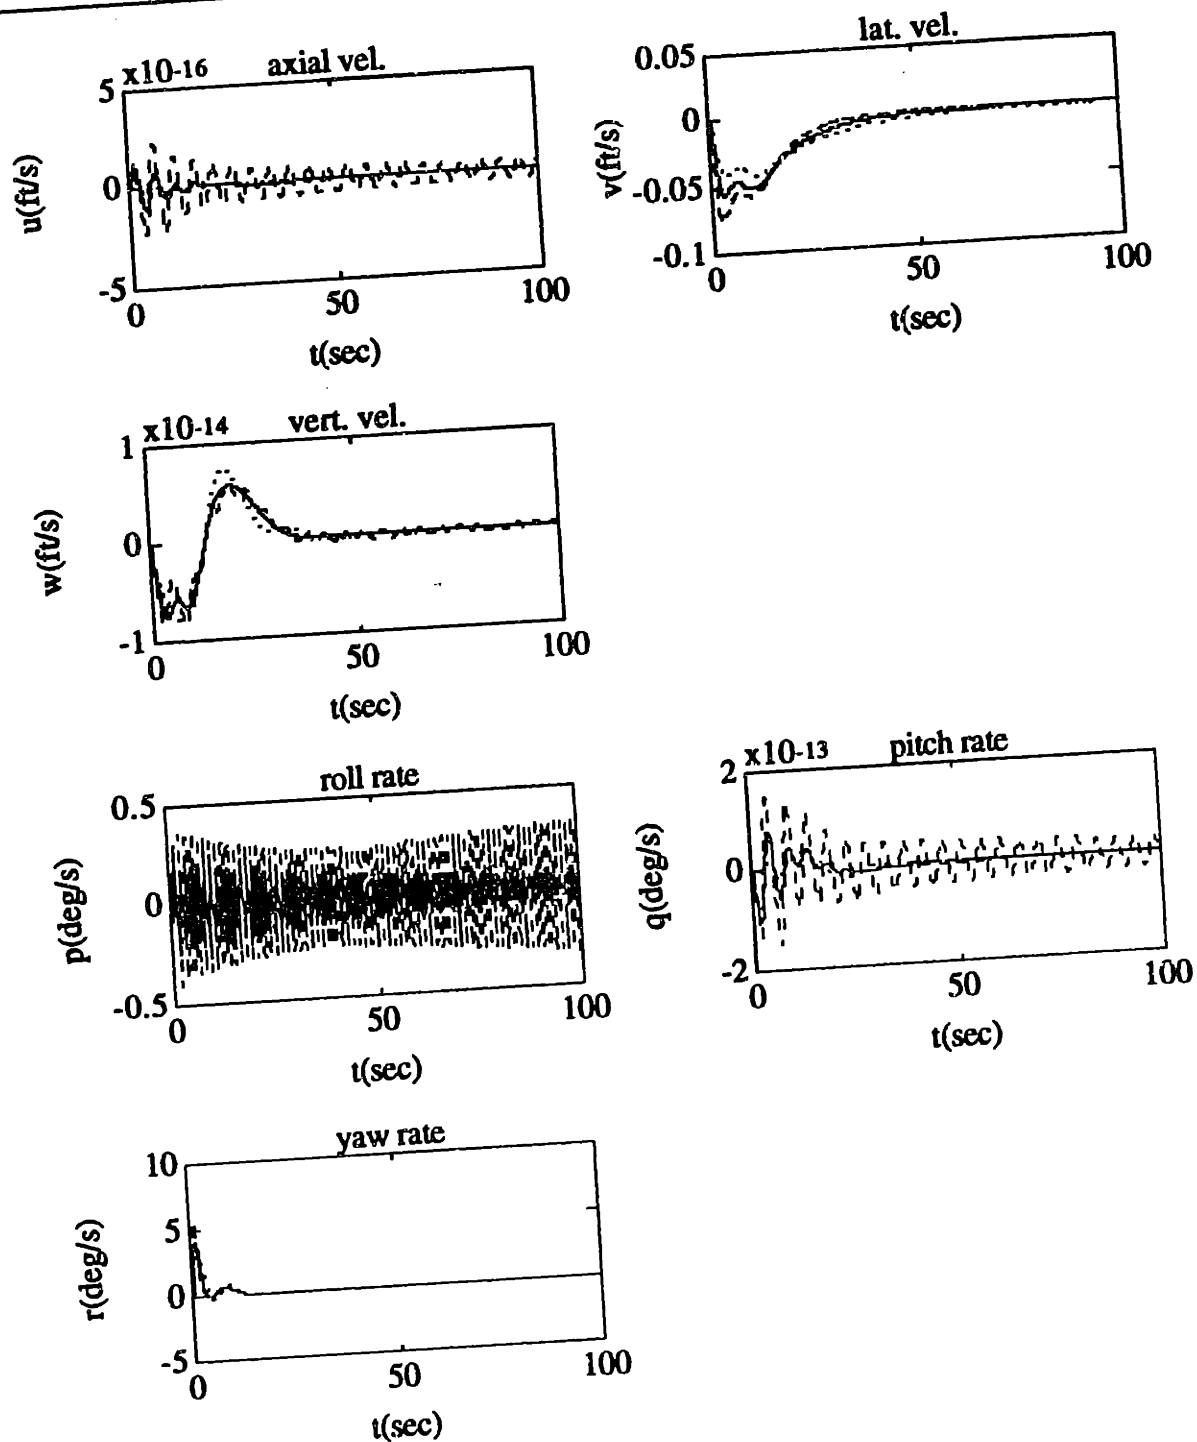 x10-16 axial vel.
5
0
-5
u(ft/s)
0 50 100
t(sec)
lat. vel.
0.05
0
-0.05
-0.1
v(ft/s)
0 50 100
t(sec)
x10-14 vert. vel.
1
0
-1
w(ft/s)
0 50 100
t(sec)
roll rate
0.5
0
-0.5
p(deg/s)
0 50 100
t(sec)
x10-13 pitch rate
2
0
-2
q(deg/s)
0 50 100
t(sec)
yaw rate
10
5
0
-5
r(deg/s)
0 50 100
t(sec)